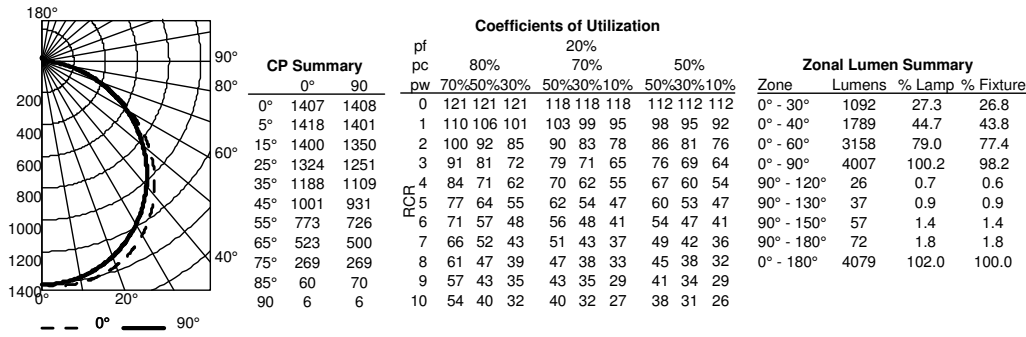 180°
90°
80°
60°
40°
20°
0°
200
400
600
800
1000
1200
1400
0° 90°
CP Summary
0° 90
0° 1407 1408
5° 1418 1401
15° 1400 1350
25° 1324 1251
35° 1188 1109
45° 1001 931
55° 773 726
65° 523 500
75° 269 269
85° 60 70
90 6 6
Coefficients of Utilization
pf 20%
pc 80% 70% 50%
pw 70%50%30% 50%30%10% 50%30%10%
RCR
0 121 121 121 118 118 118 112 112 112
1 110 106 101 103 99 95 98 95 92
2 100 92 85 90 83 78 86 81 76
3 91 81 72 79 71 65 76 69 64
4 84 71 62 70 62 55 67 60 54
5 77 64 55 62 54 47 60 53 47
6 71 57 48 56 48 41 54 47 41
7 66 52 43 51 43 37 49 42 36
8 61 47 39 47 38 33 45 38 32
9 57 43 35 43 35 29 41 34 29
10 54 40 32 40 32 27 38 31 26
Zonal Lumen Summary
Zone Lumens % Lamp % Fixture
0° - 30° 1092 27.3 26.8
0° - 40° 1789 44.7 43.8
0° - 60° 3158 79.0 77.4
0° - 90° 4007 100.2 98.2
90° - 120° 26 0.7 0.6
90° - 130° 37 0.9 0.9
90° - 150° 57 1.4 1.4
90° - 180° 72 1.8 1.8
0° - 180° 4079 102.0 100.0